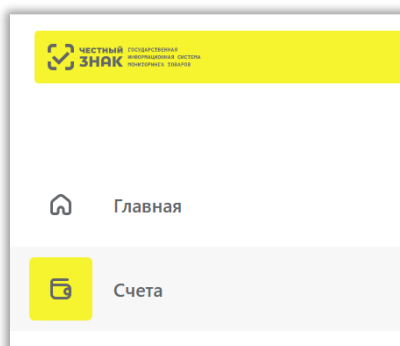 ЧЕСТНЫЙ
ЗНАК
ГОСУДАРСТВЕННАЯ
ИНФОРМАЦИОННАЯ СИСТЕМА
МОНИТОРИНГА ТОВАРОВ
Главная
Счета